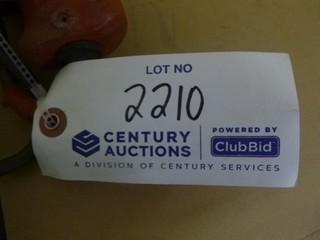 LOT NO
2210
CENTURY AUCTIONS
POWERED BY
ClubBid
A DIVISION OF CENTURY SERVICES